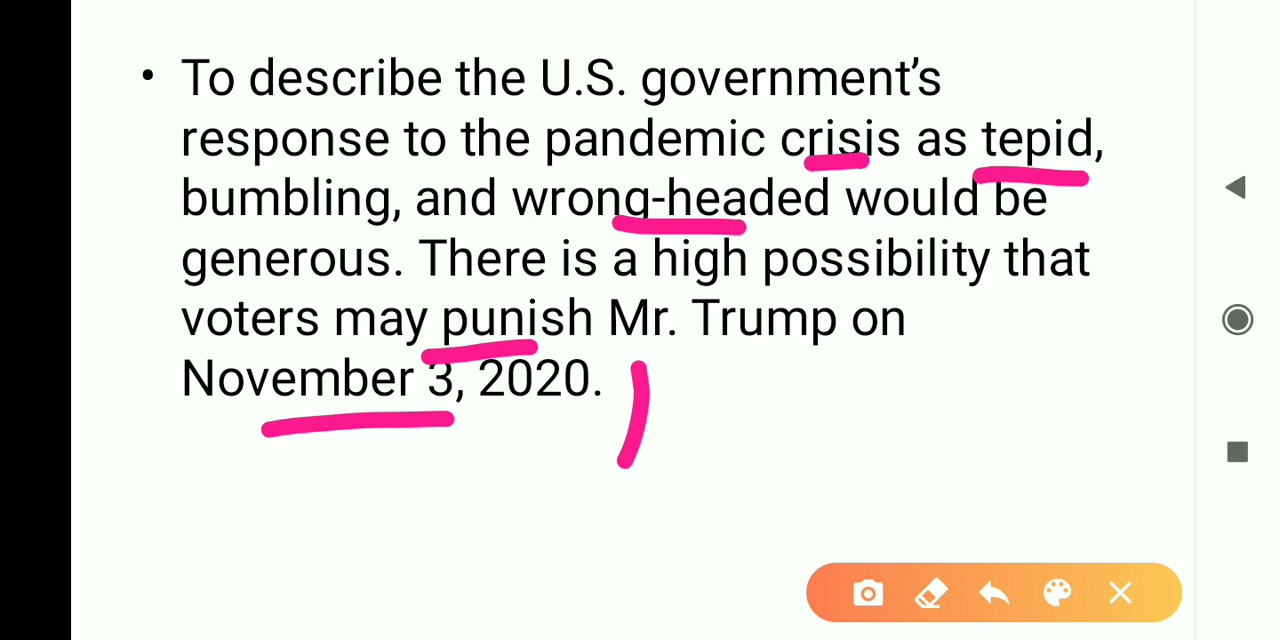 • To describe the U.S. government’s
response to the pandemic crisis as tepid,
bumbling, and wrong-headed would be
generous. There is a high possibility that
voters may punish Mr. Trump on
November 3, 2020.